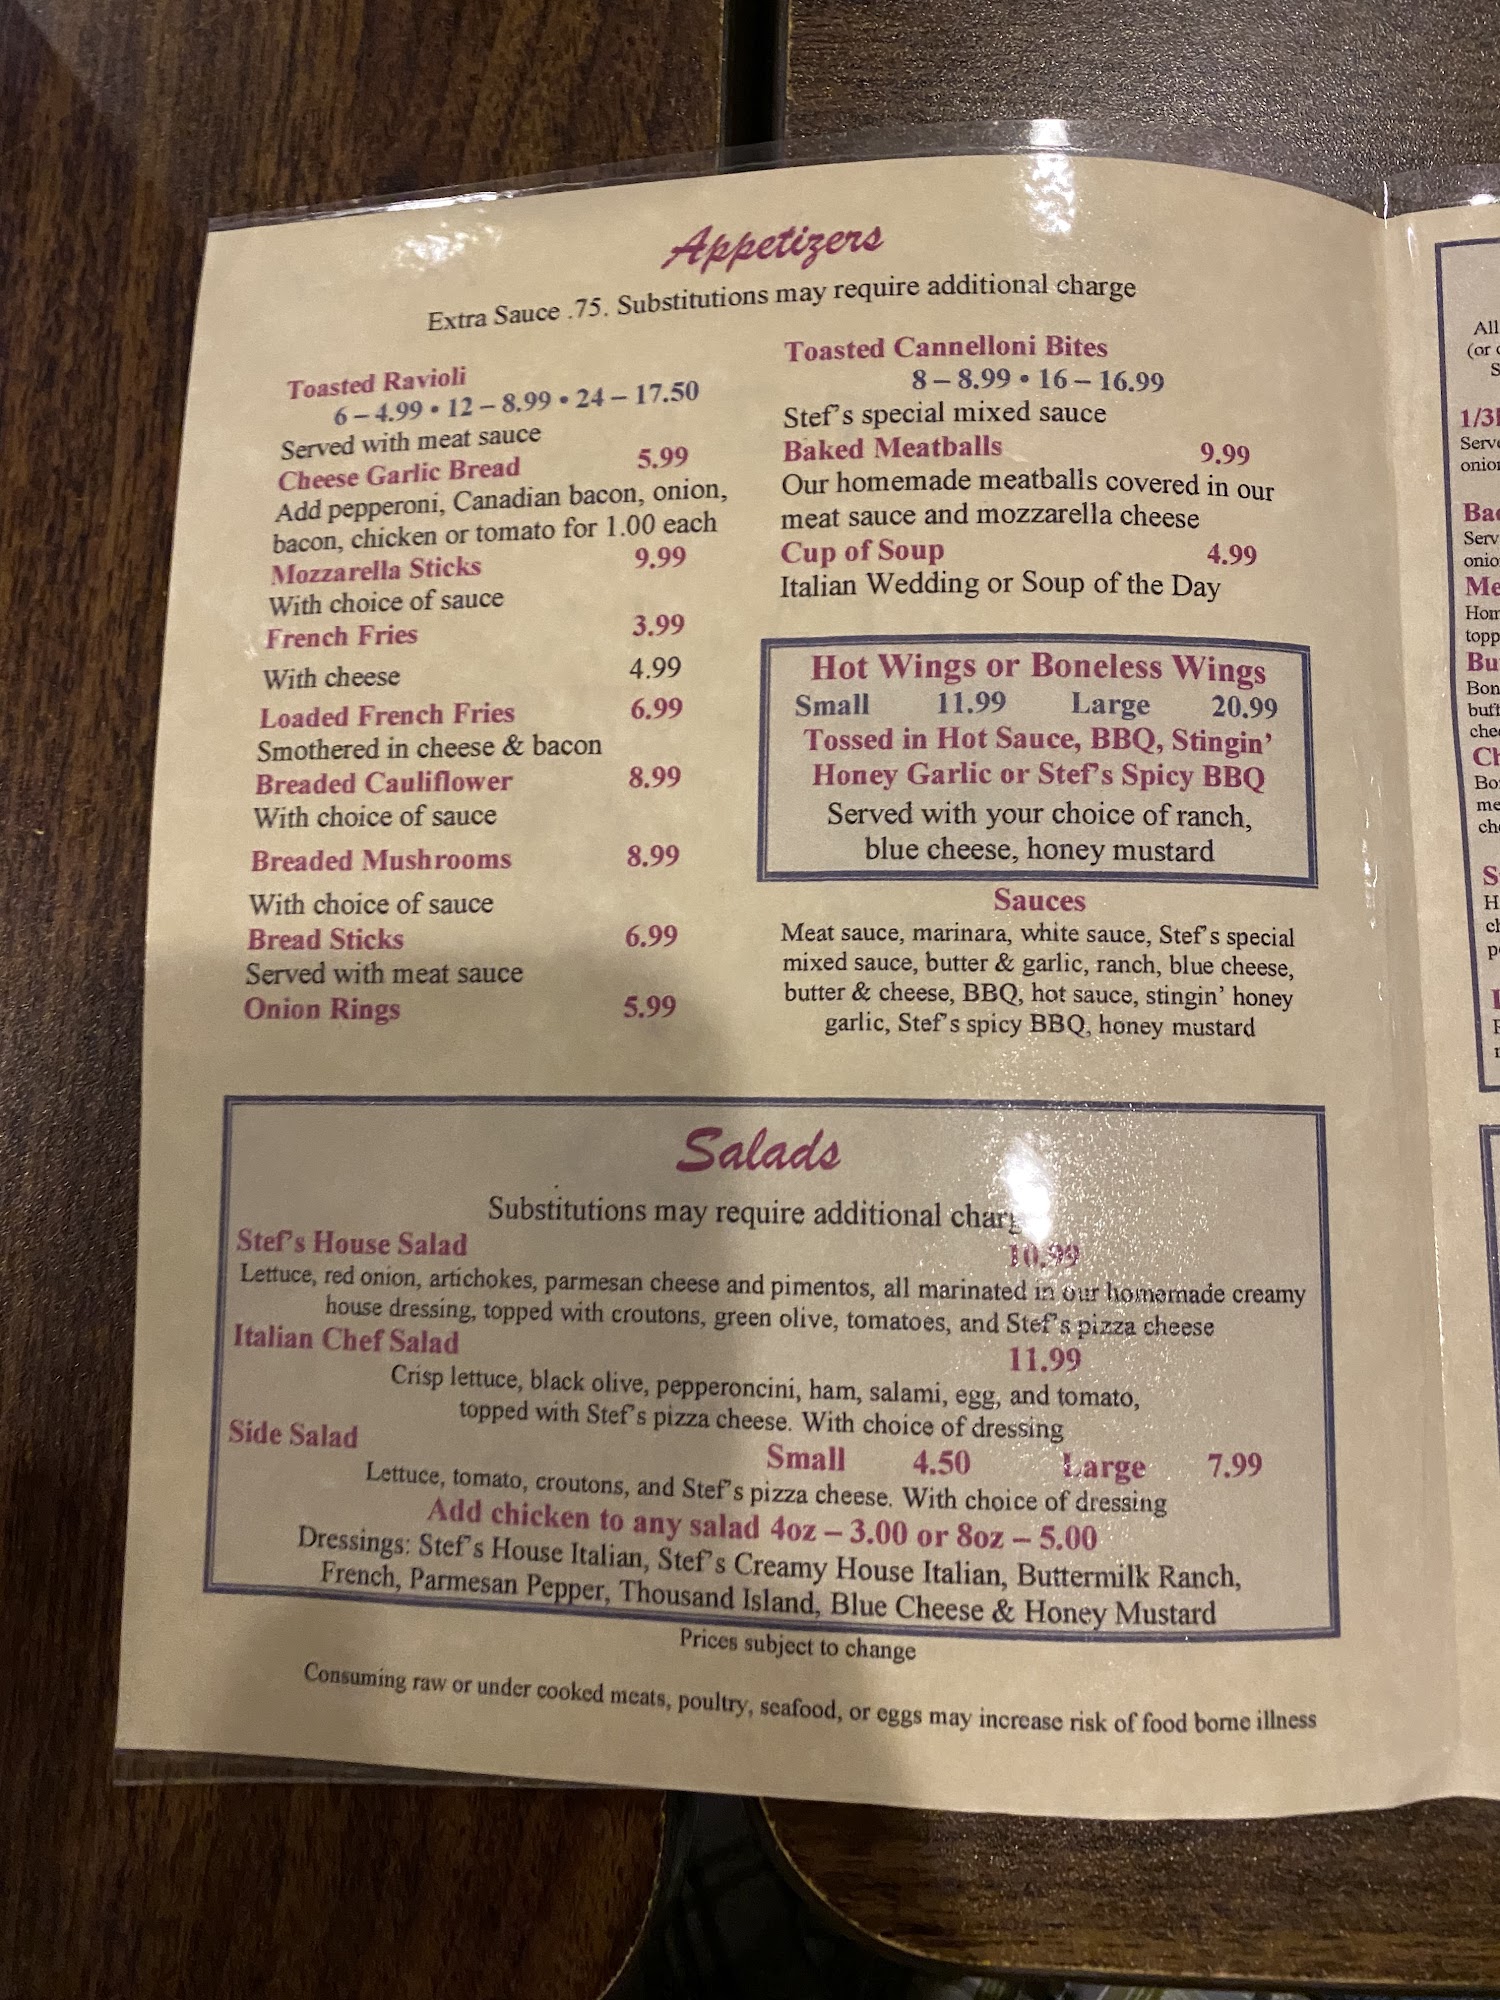 Appetizers
Extra Sauce .75. Substitutions may require additional charge
Toasted Ravioli
6 – 4.99 • 12 – 8.99 • 24 – 17.50
Served with meat sauce
Cheese Garlic Bread 5.99
Add pepperoni, Canadian bacon, onion,
bacon, chicken or tomato for 1.00 each
Mozzarella Sticks 9.99
With choice of sauce
French Fries 3.99
With cheese 4.99
Loaded French Fries 6.99
Smothered in cheese & bacon
Breaded Cauliflower 8.99
With choice of sauce
Breaded Mushrooms 8.99
With choice of sauce
Bread Sticks 6.99
Served with meat sauce
Onion Rings 5.99
Toasted Cannelloni Bites
8 – 8.99 • 16 – 16.99
Stef's special mixed sauce
Baked Meatballs 9.99
Our homemade meatballs covered in our
meat sauce and mozzarella cheese
Cup of Soup 4.99
Italian Wedding or Soup of the Day
Hot Wings or Boneless Wings
Small 11.99 Large 20.99
Tossed in Hot Sauce, BBQ, Stingin'
Honey Garlic or Stef's Spicy BBQ
Served with your choice of ranch,
blue cheese, honey mustard
Sauces
Meat sauce, marinara, white sauce, Stef's special
mixed sauce, butter & garlic, ranch, blue cheese,
butter & cheese, BBQ, hot sauce, stingin' honey
garlic, Stef's spicy BBQ, honey mustard
Salads
Substitutions may require additional
Stef's House Salad 10.99
Lettuce, red onion, artichokes, parmesan cheese and pimentos, all marinated in our homemade creamy
house dressing, topped with croutons, green olive, tomatoes, and Stef's pizza cheese
Italian Chef Salad 11.99
Crisp lettuce, black olive, pepperoncini, ham, salami, egg, and tomato,
topped with Stef's pizza cheese. With choice of dressing
Side Salad Small 4.50 Large 7.99
Lettuce, tomato, croutons, and Stef's pizza cheese. With choice of dressing
Add chicken to any salad 4oz – 3.00 or 8oz – 5.00
Dressings: Stef's House Italian, Stef's Creamy House Italian, Buttermilk Ranch,
French, Parmesan Pepper, Thousand Island, Blue Cheese & Honey Mustard
Prices subject to change
Consuming raw or under cooked meats, poultry, seafood, or eggs may increase risk of food borne illness
All
(or